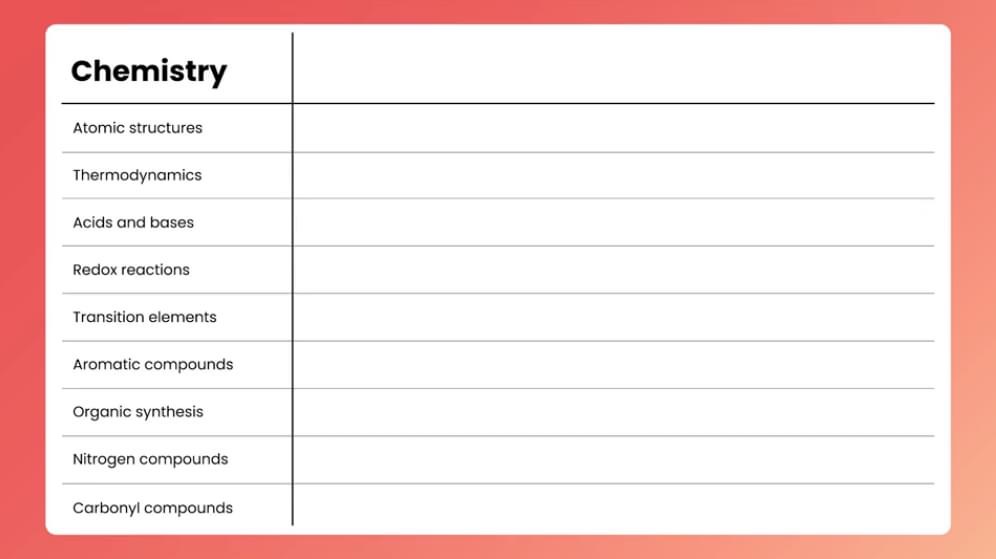 Chemistry
Atomic structures
Thermodynamics
Acids and bases
Redox reactions
Transition elements
Aromatic compounds
Organic synthesis
Nitrogen compounds
Carbonyl compounds